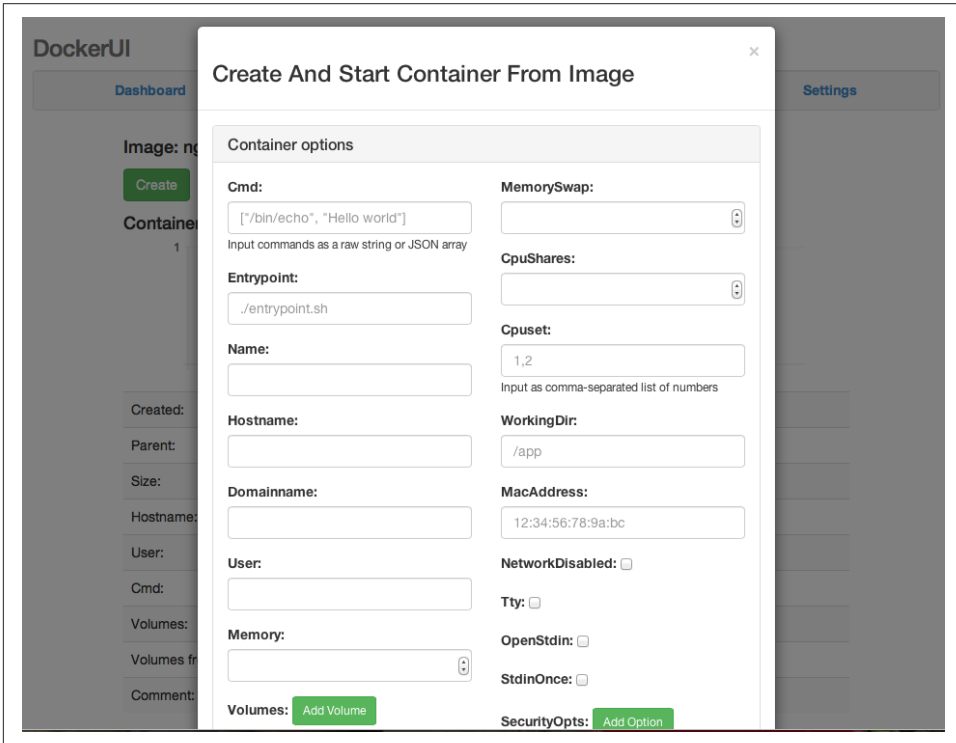 DockerUI
Dashboard
Settings
Image: ng
Create
Container
1
Created:
Parent:
Size:
Hostname:
User:
Cmd:
Volumes:
Volumes fr
Comment:
×
Create And Start Container From Image
Container options
Cmd:
["/bin/echo", "Hello world"]
Input commands as a raw string or JSON array
Entrypoint:
./entrypoint.sh
Name:
Hostname:
Domainname:
User:
Memory:
Volumes: Add Volume
MemorySwap:
CpuShares:
Cpuset:
1,2
Input as comma-separated list of numbers
WorkingDir:
/app
MacAddress:
12:34:56:78:9a:bc
NetworkDisabled:
Tty:
OpenStdin:
StdinOnce:
SecurityOpts: Add Option